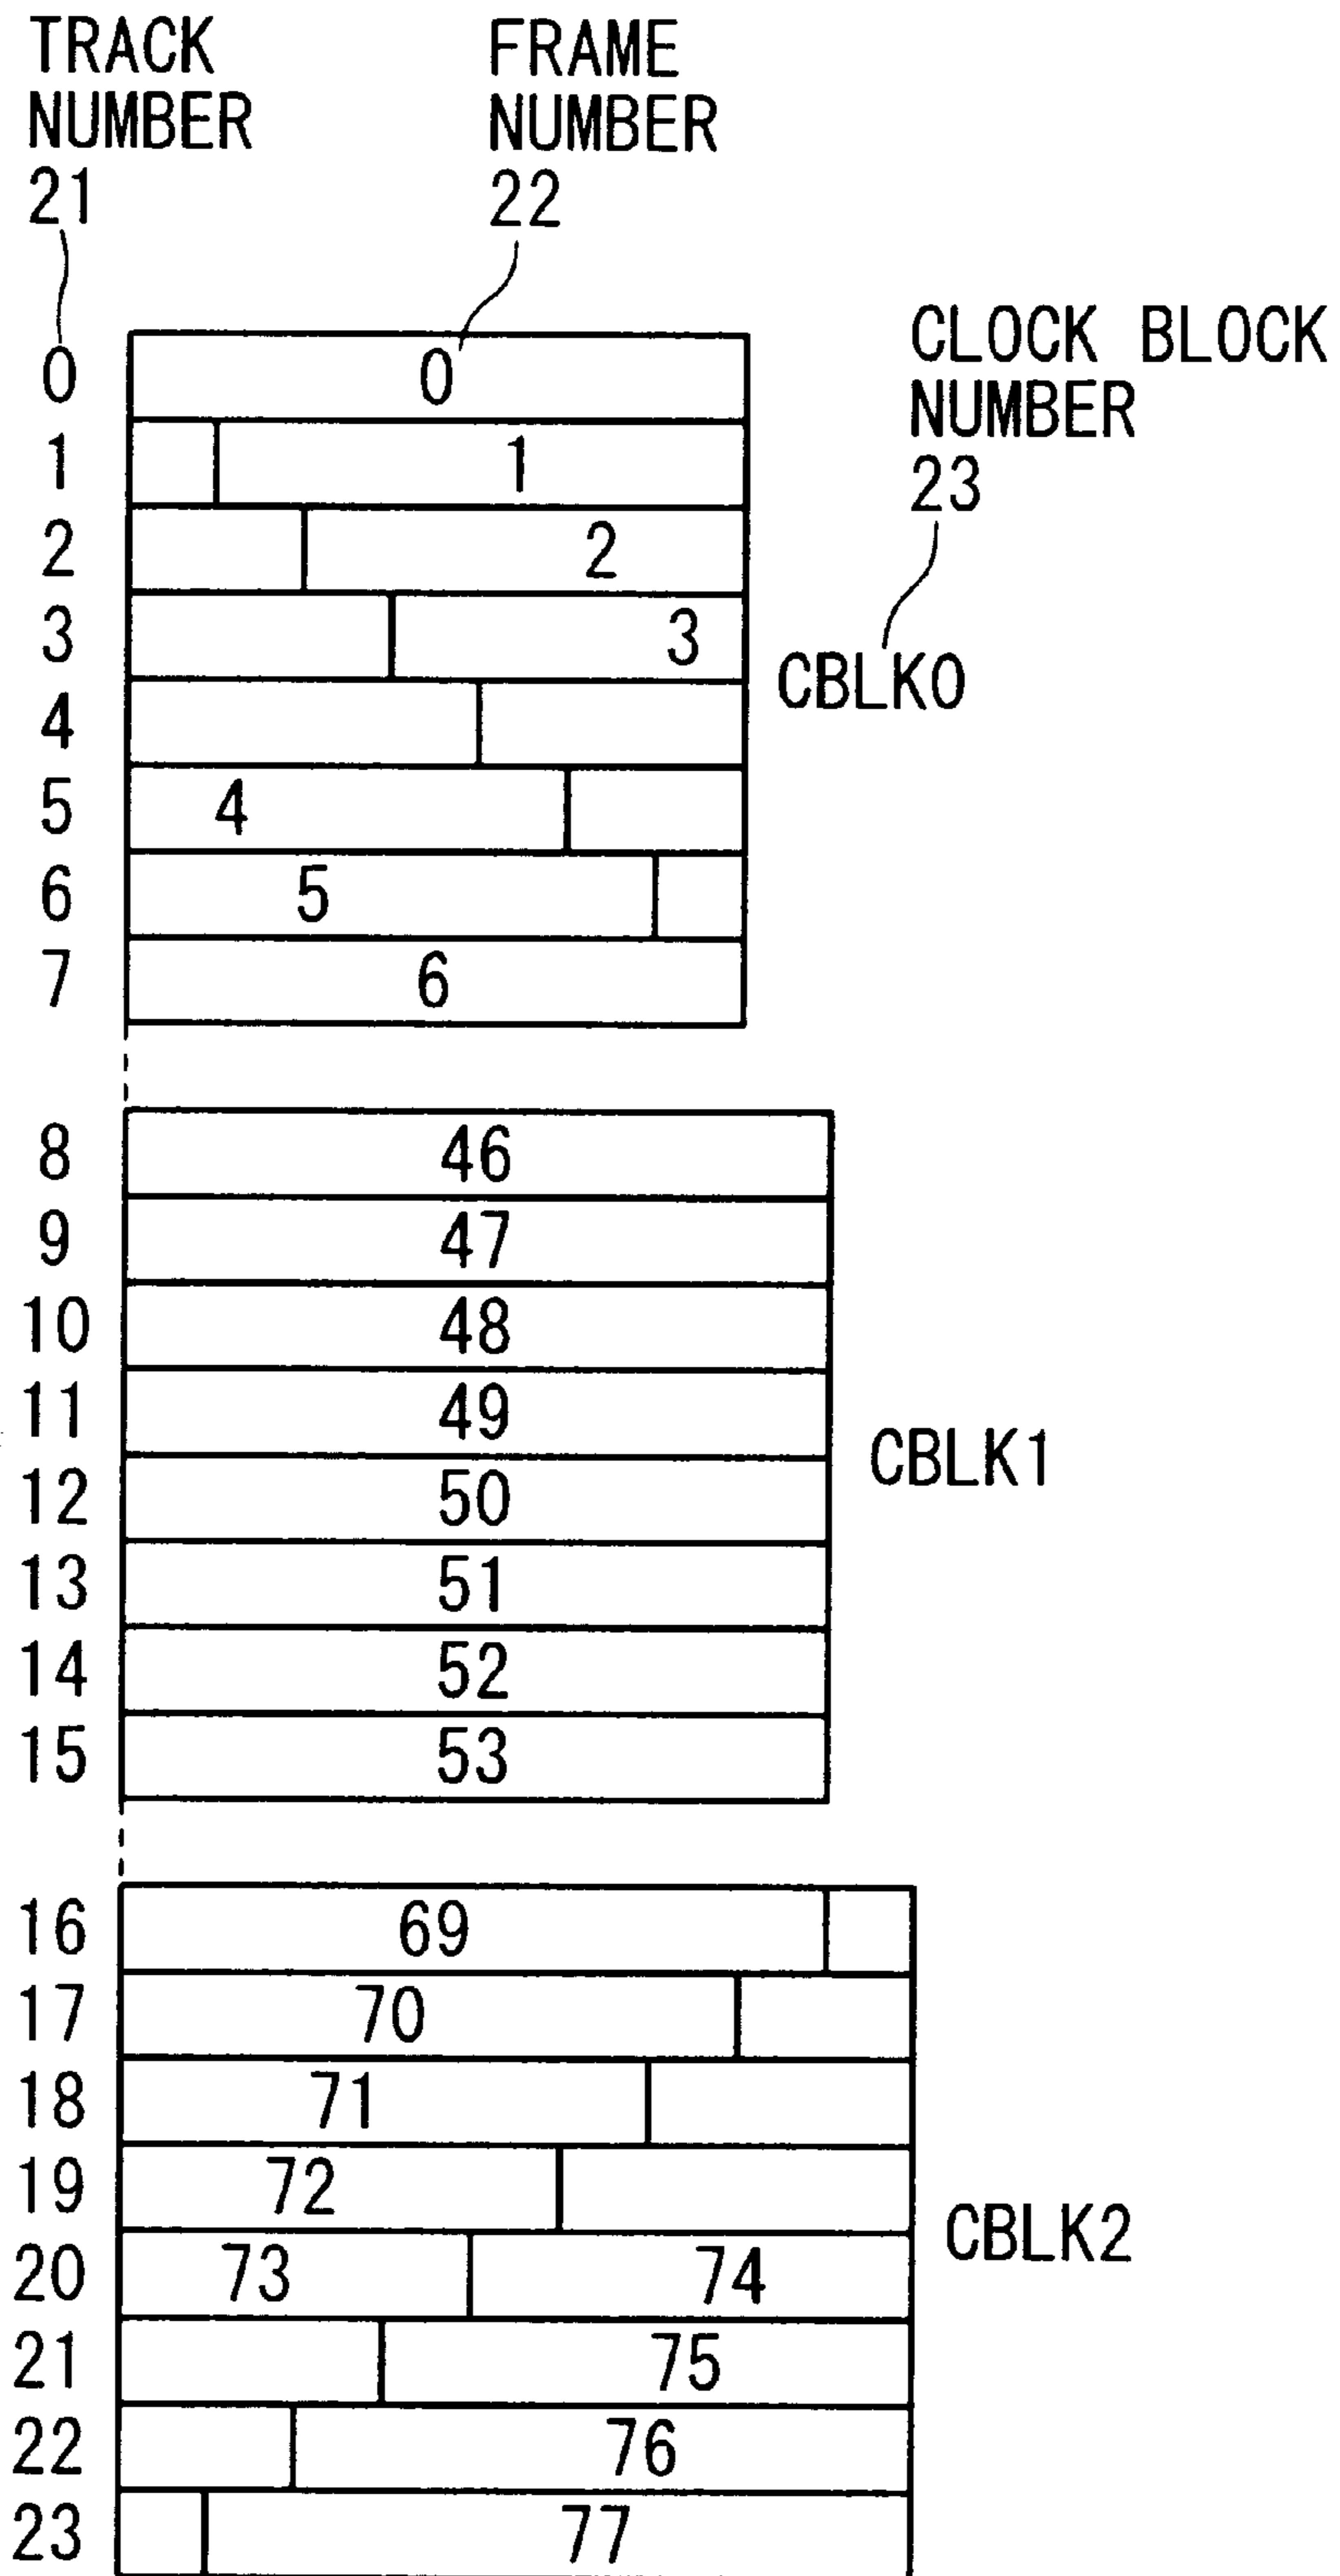 TRACK
NUMBER
21
FRAME
NUMBER
22
CLOCK BLOCK
NUMBER
23
0 0
1 1
2 2
3 3
CBLK0
4
5 4
6 5
7 6
8 46
9 47
10 48
11 49
CBLK1
12 50
13 51
14 52
15 53
16 69
17 70
18 71
19 72
CBLK2
20 73 74
21 75
22 76
23 77